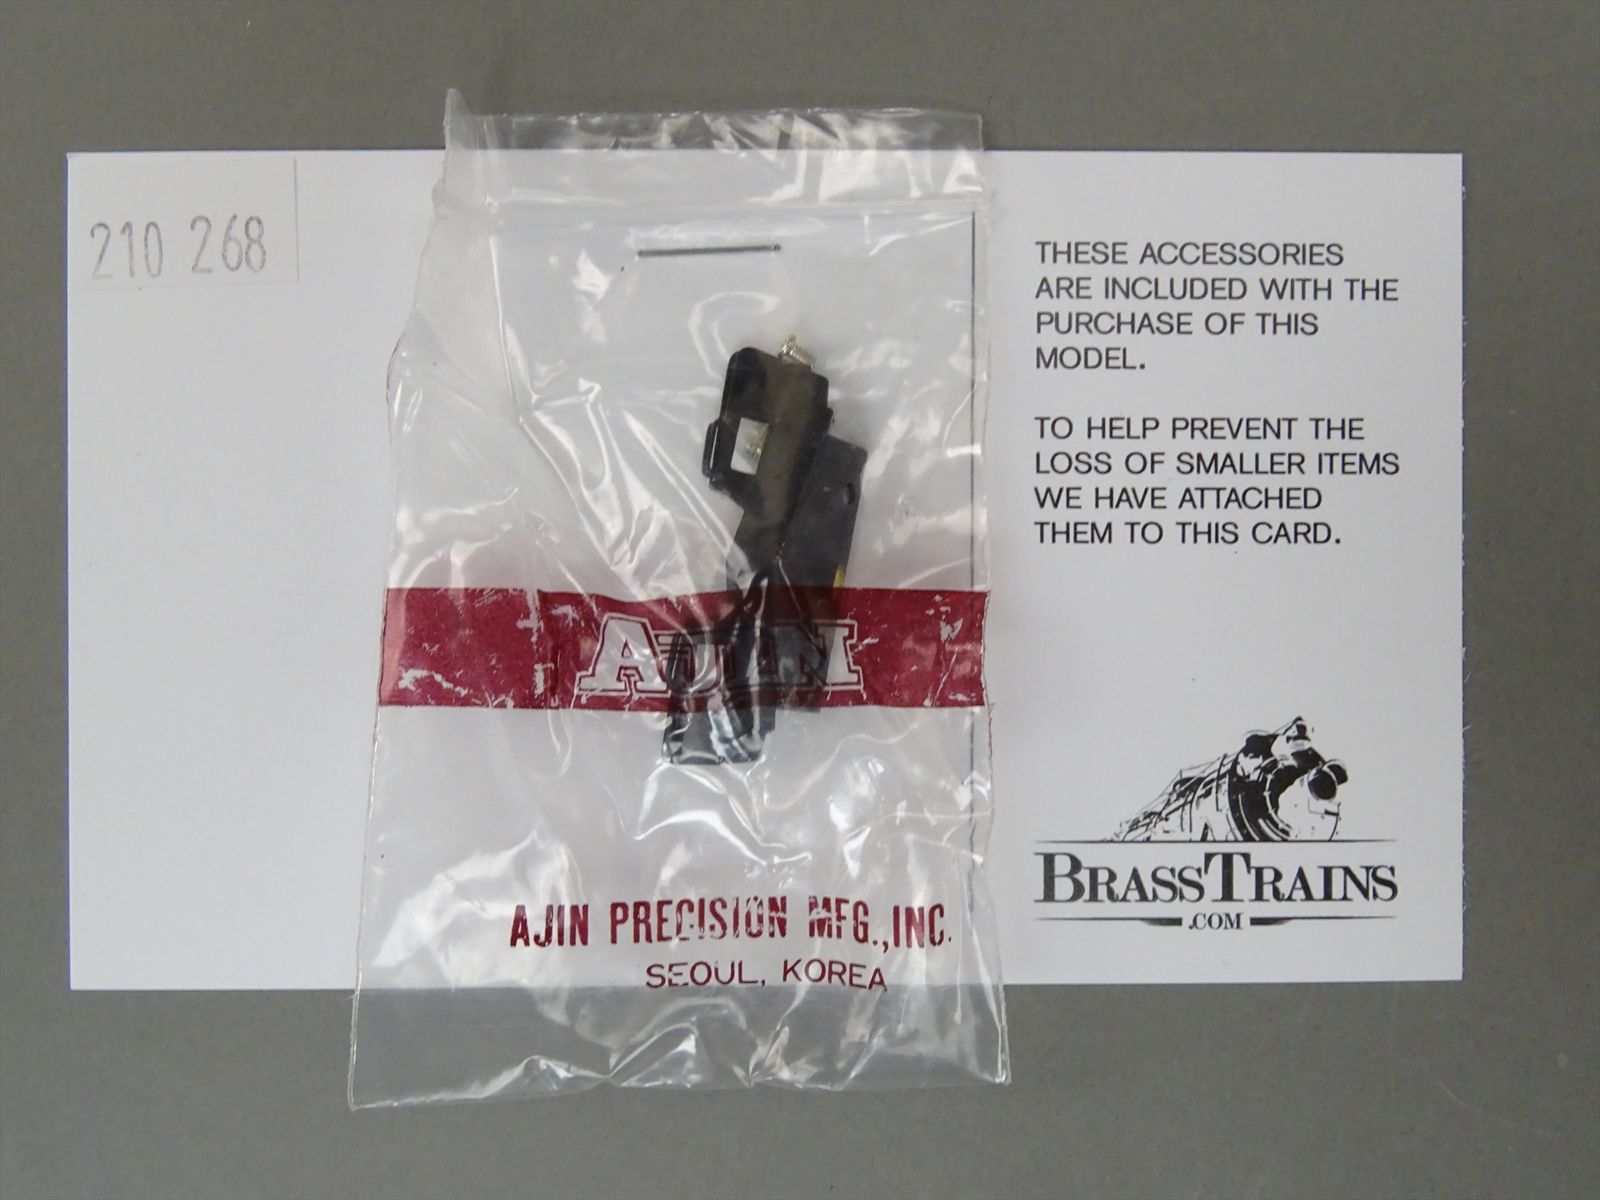 210 268
THESE ACCESSORIES
ARE INCLUDED WITH THE
PURCHASE OF THIS
MODEL.
TO HELP PREVENT THE
LOSS OF SMALLER ITEMS
WE HAVE ATTACHED
THEM TO THIS CARD.
AJIN
AJIN PRECISION MFG.,INC.
SEOUL, KOREA
BRASSTRAINS
.COM